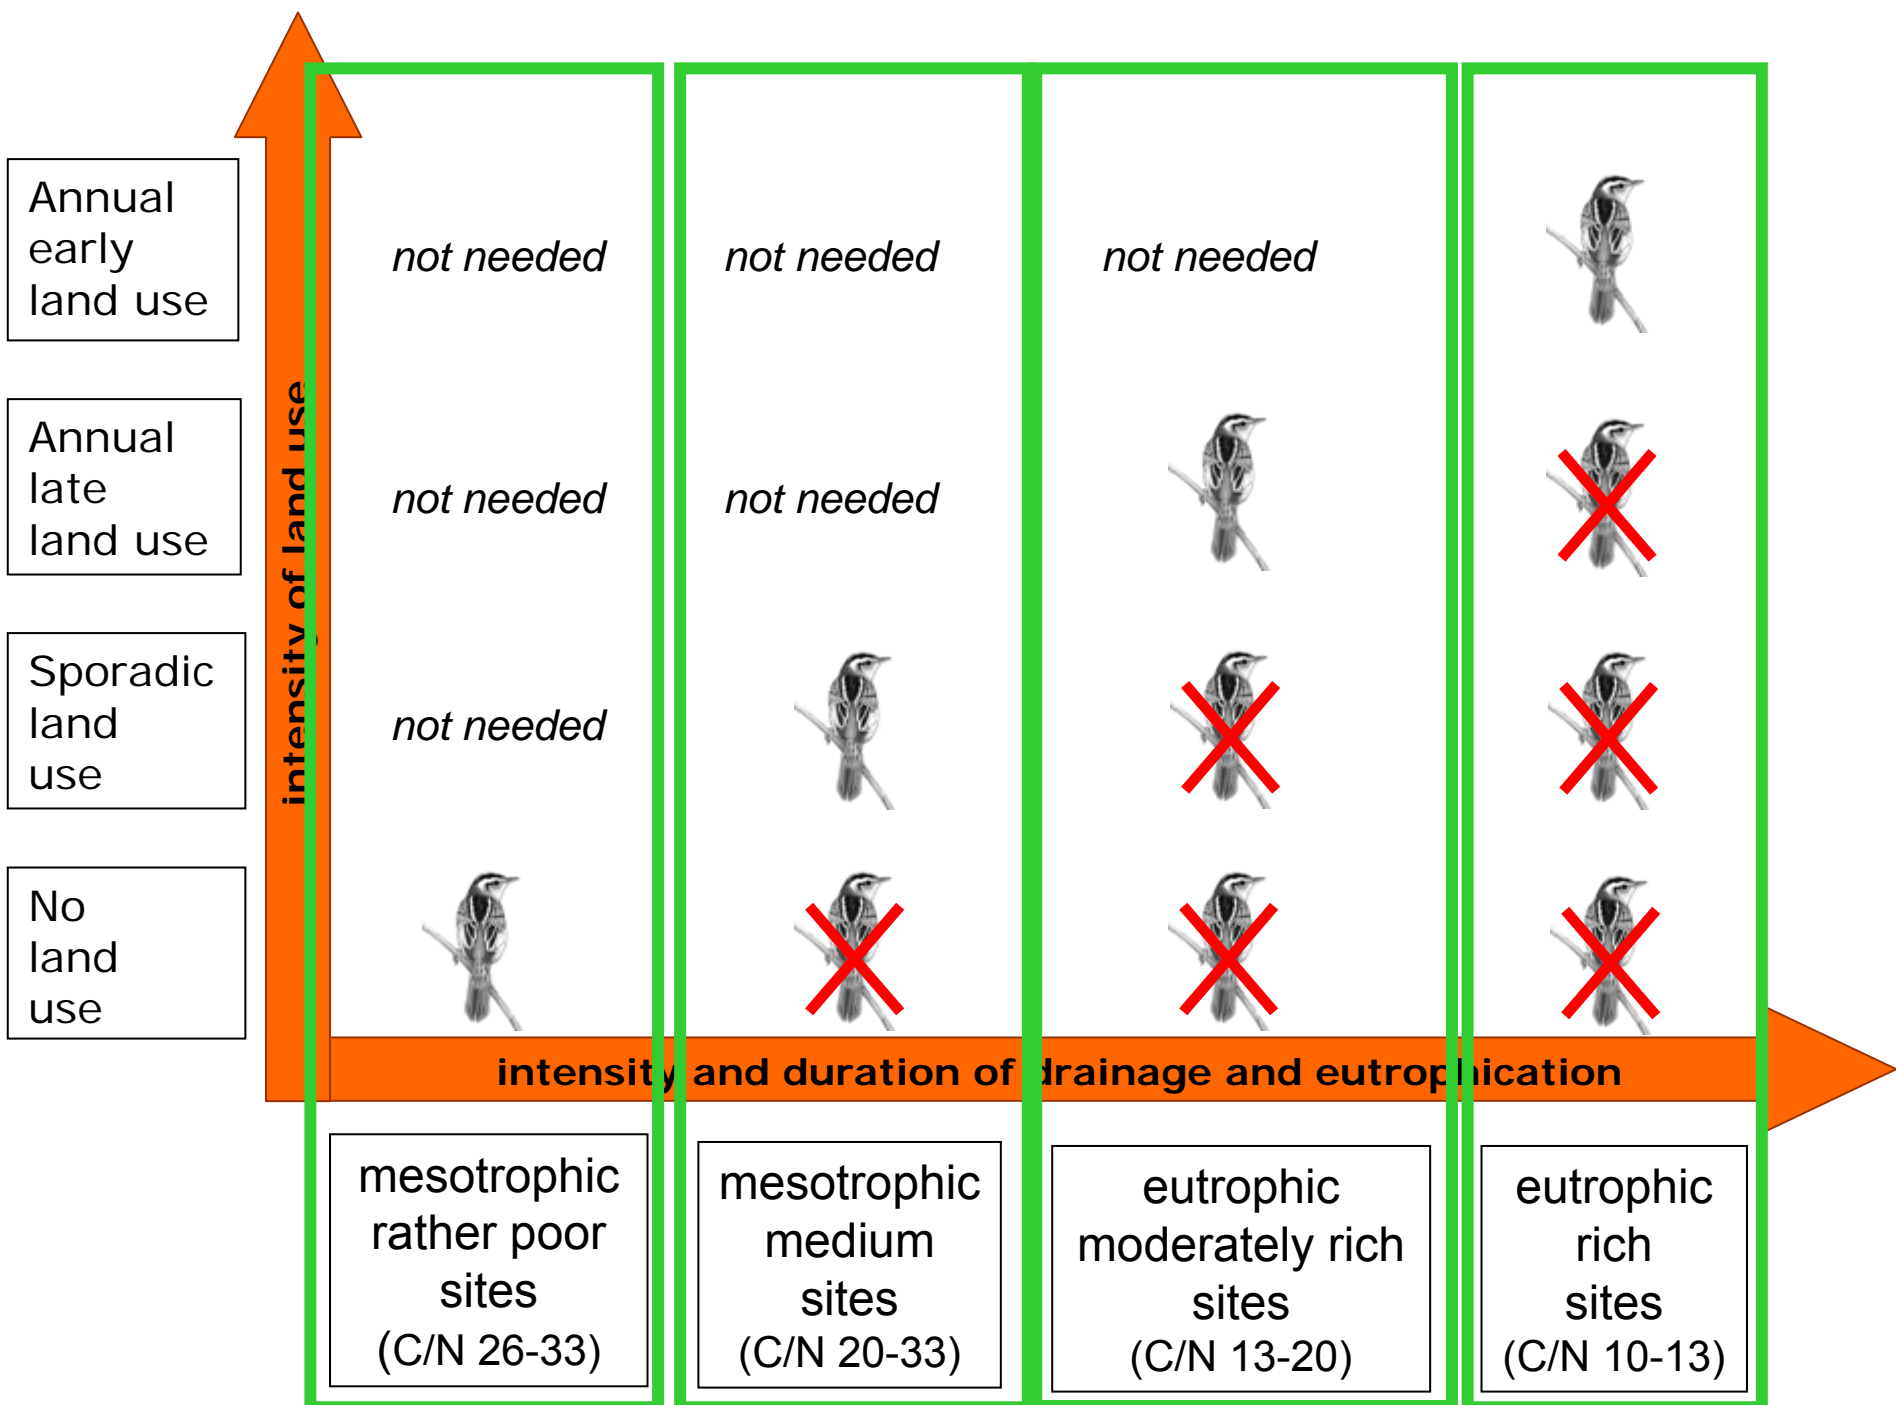 Annual
early
land use
not needed
not needed
not needed
Annual
late
land use
not needed
not needed
Sporadic
land
use
not needed
No
land
use
intensity of land use
intensity and duration of drainage and eutrophication
mesotrophic
rather poor
sites
(C/N 26-33)
mesotrophic
medium
sites
(C/N 20-33)
eutrophic
moderately rich
sites
(C/N 13-20)
eutrophic
rich
sites
(C/N 10-13)